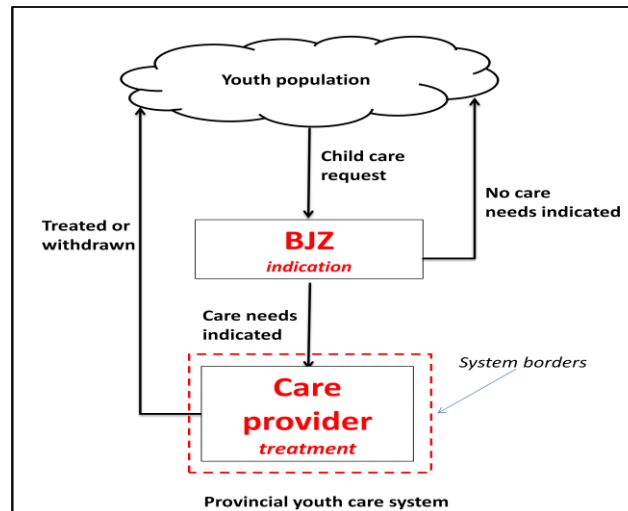 Youth population
Child care
request
No care
needs indicated
Treated or
withdrawn
BJZ
indication
Care needs
indicated
System borders
Care
provider
treatment
Provincial youth care system